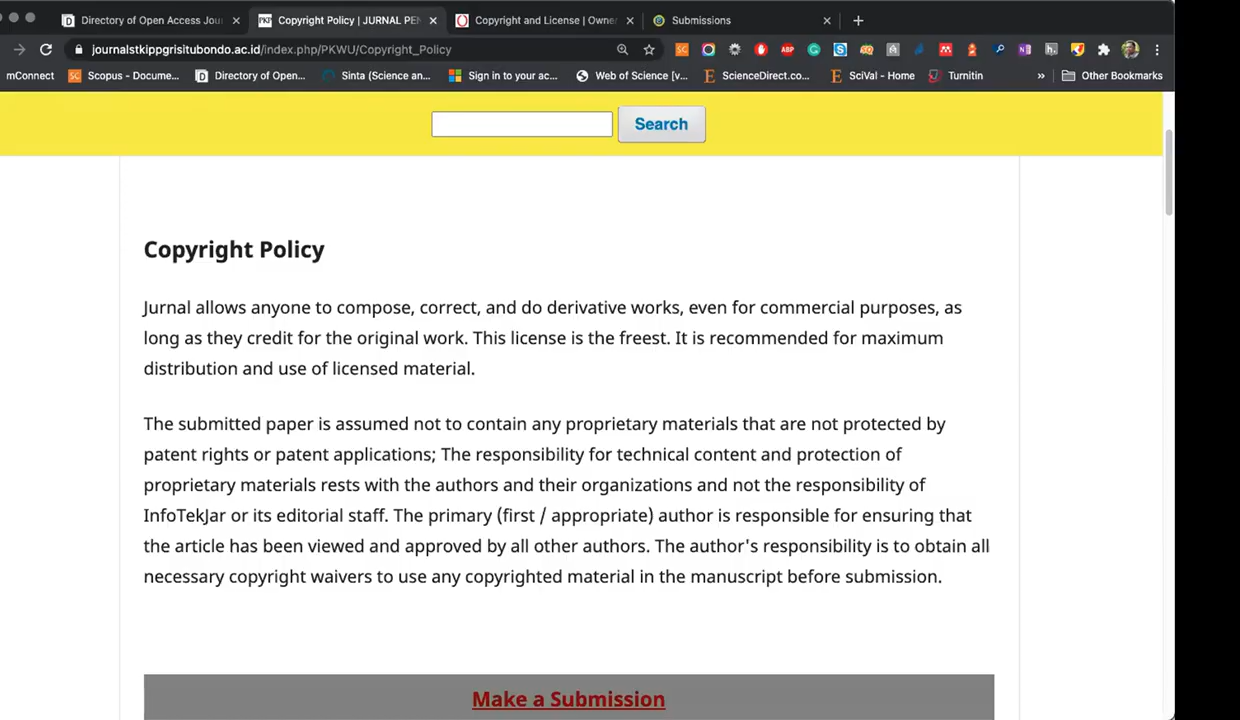 Directory of Open Access Jou
Copyright Policy | JURNAL PEN
Copyright and License | Owne
Submissions
journalstkippgrisitubondo.ac.id/index.php/PKWU/Copyright_Policy
mConnect
Scopus - Docume...
Directory of Open...
Sinta (Science an...
Sign in to your ac...
Web of Science [v...
ScienceDirect.co...
SciVal - Home
Turnitin
Other Bookmarks
Search
Copyright Policy
Jurnal allows anyone to compose, correct, and do derivative works, even for commercial purposes, as
long as they credit for the original work. This license is the freest. It is recommended for maximum
distribution and use of licensed material.
The submitted paper is assumed not to contain any proprietary materials that are not protected by
patent rights or patent applications; The responsibility for technical content and protection of
proprietary materials rests with the authors and their organizations and not the responsibility of
InfoTekJar or its editorial staff. The primary (first / appropriate) author is responsible for ensuring that
the article has been viewed and approved by all other authors. The author's responsibility is to obtain all
necessary copyright waivers to use any copyrighted material in the manuscript before submission.
Make a Submission